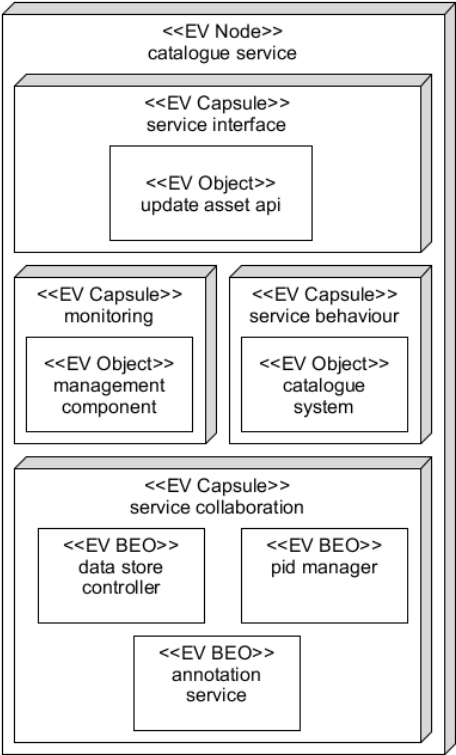 <<EV Node>>
catalogue service
<<EV Capsule>>
service interface
<<EV Object>>
update asset api
<<EV Capsule>>
monitoring
<<EV Object>>
management
component
<<EV Capsule>>
service behaviour
<<EV Object>>
catalogue
system
<<EV Capsule>>
service collaboration
<<EV BEO>>
data store
controller
<<EV BEO>>
pid manager
<<EV BEO>>
annotation
service